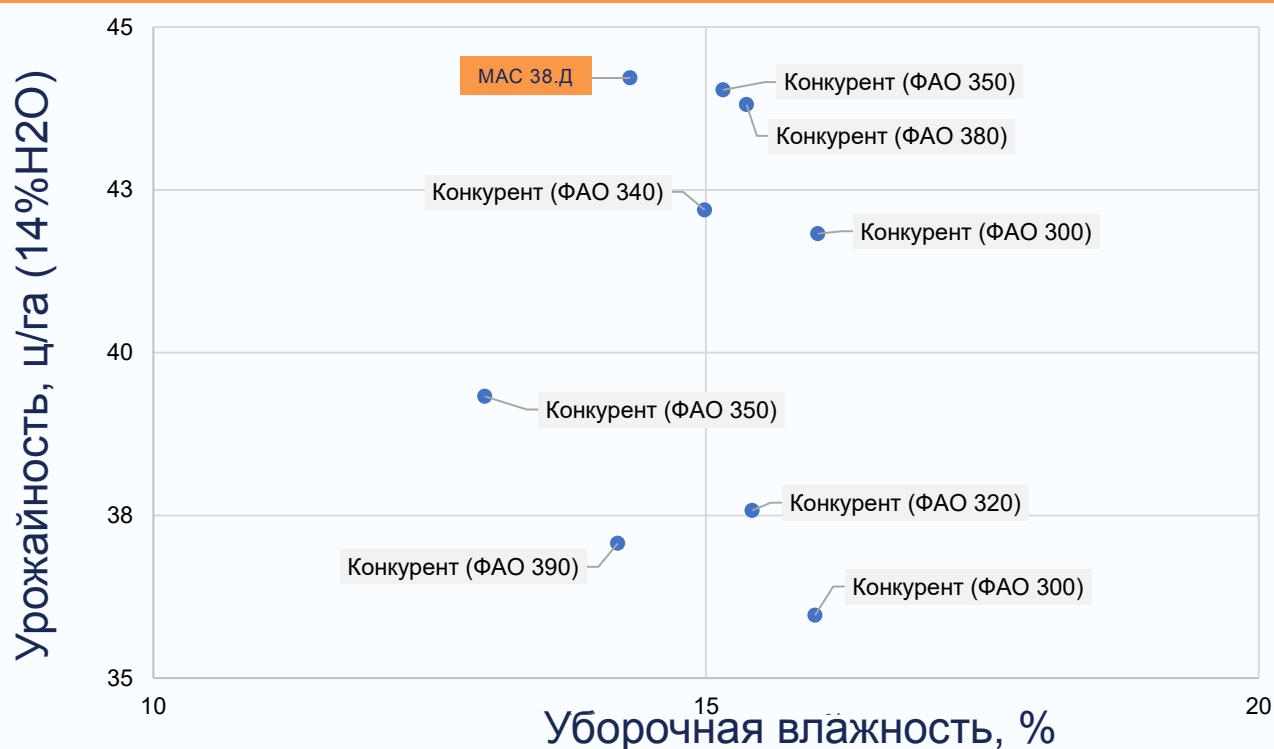 45
МАС 38.Д
Конкурент (ФАО 350)
Конкурент (ФАО 380)
43
Конкурент (ФАО 340)
Конкурент (ФАО 300)
40
Конкурент (ФАО 350)
38
Конкурент (ФАО 320)
Конкурент (ФАО 390)
Конкурент (ФАО 300)
35
10
15
20
Урожайность, ц/га (14%H2O)
Уборочная влажность, %